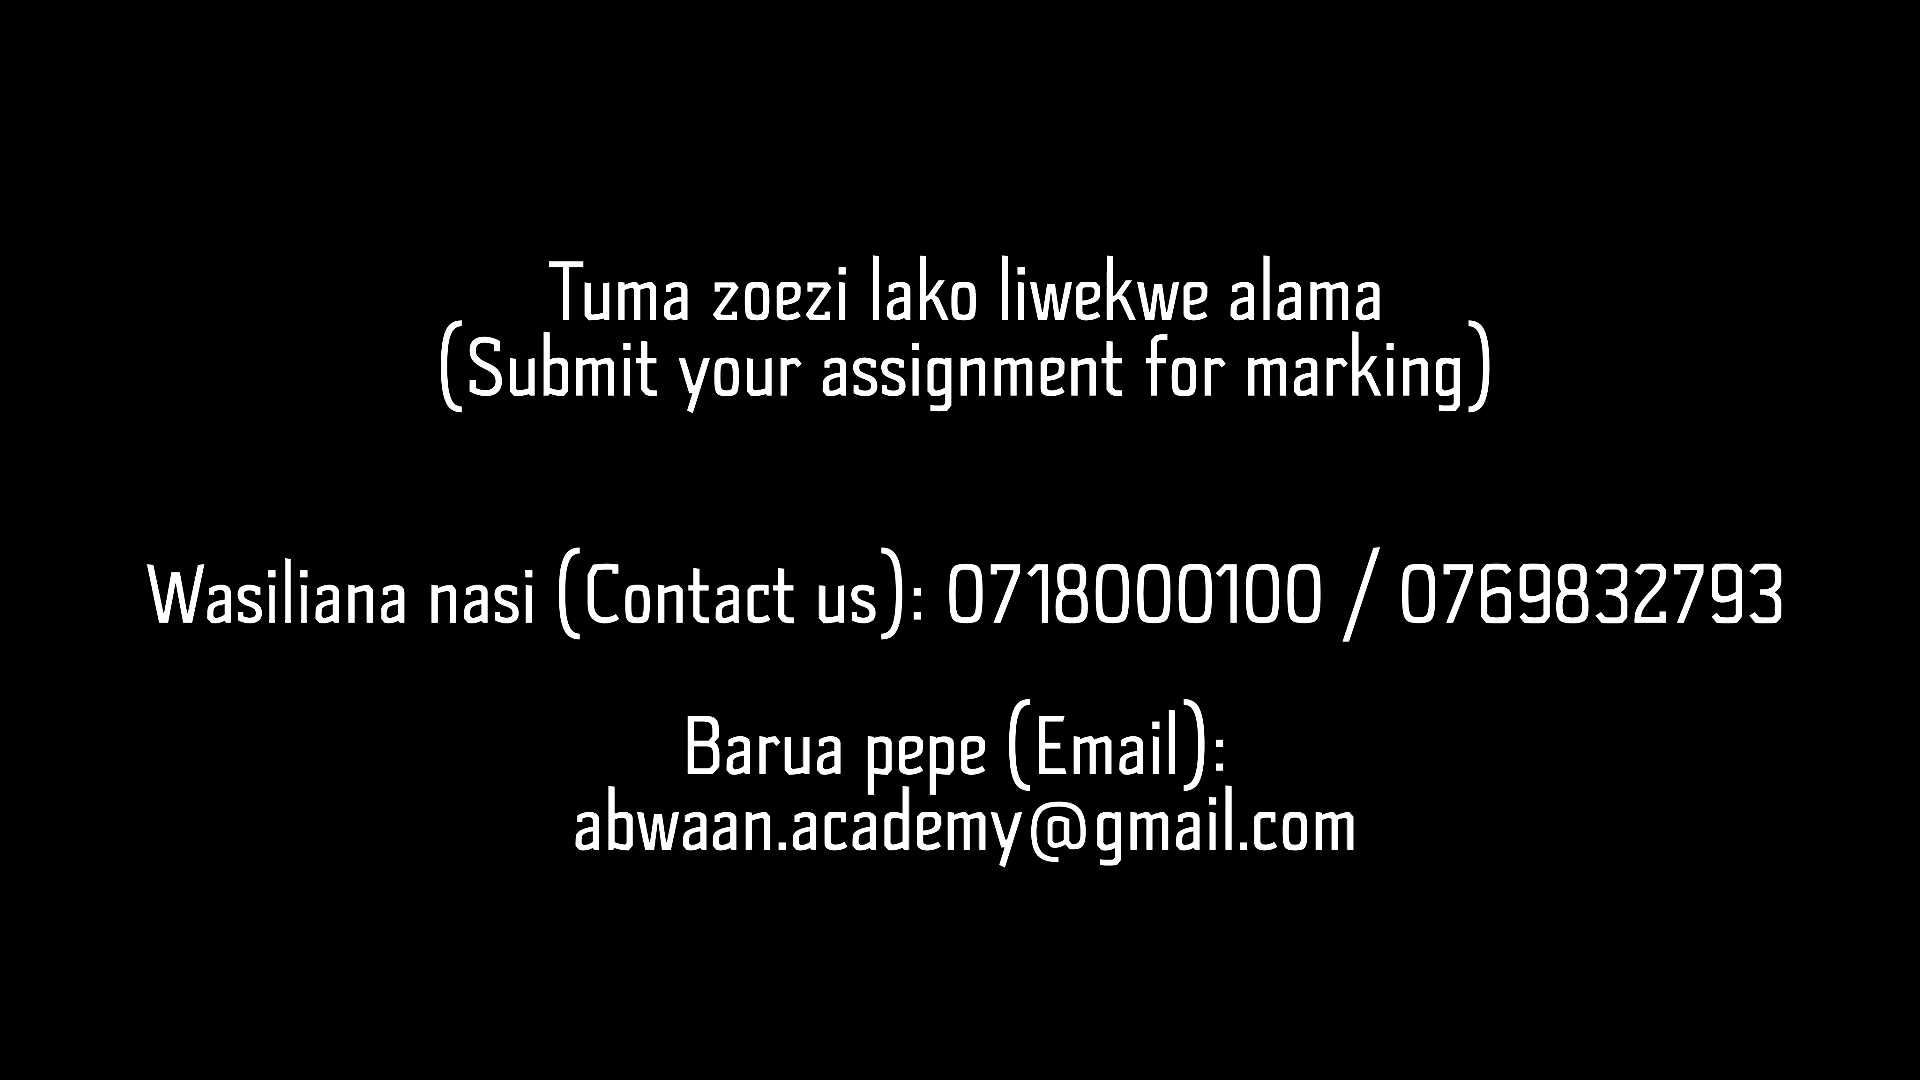 Tuma zoezi lako liwekwe alama
(Submit your assignment for marking)
Wasiliana nasi (Contact us): 0718000100 / 0769832793
Barua pepe (Email):
abwaan.academy@gmail.com